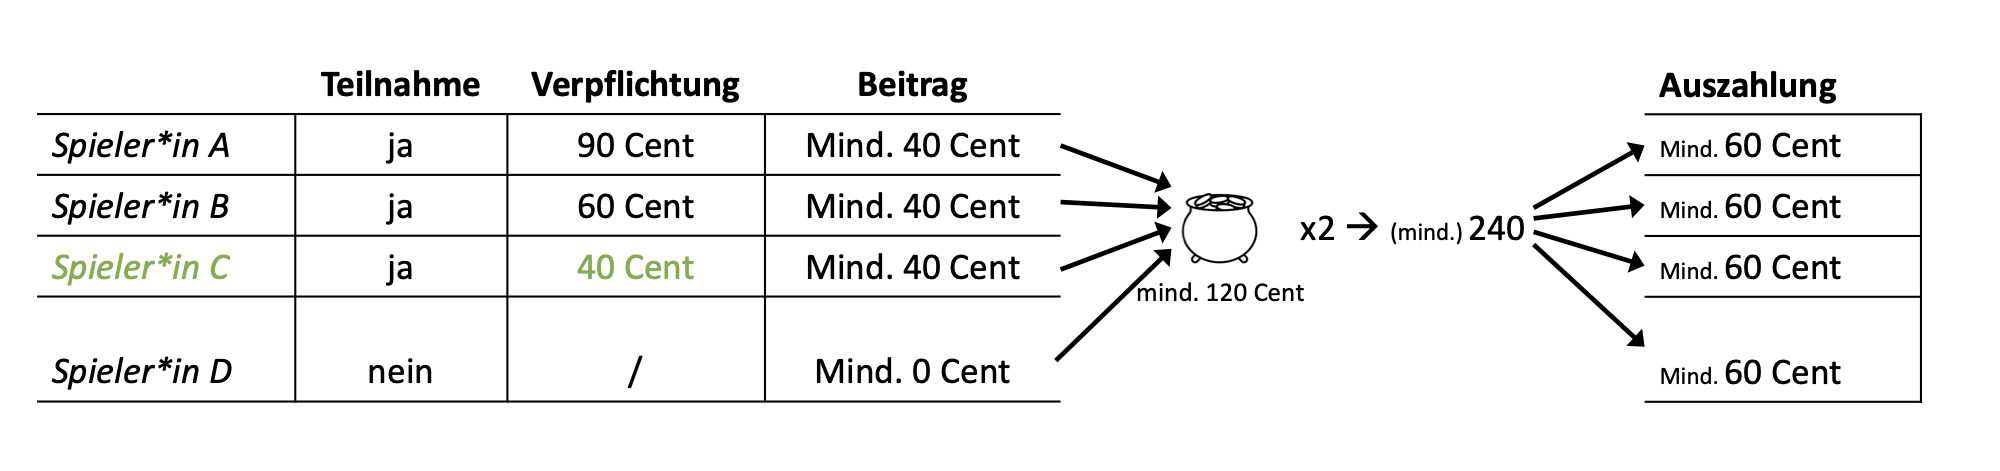 Teilnahme Verpflichtung Beitrag Auszahlung
Spieler*in A ja 90 Cent Mind. 40 Cent Mind. 60 Cent
Spieler*in B ja 60 Cent Mind. 40 Cent Mind. 60 Cent
x2 → (mind.) 240
Spieler*in C ja 40 Cent Mind. 40 Cent Mind. 60 Cent
mind. 120 Cent
Spieler*in D nein / Mind. 0 Cent Mind. 60 Cent